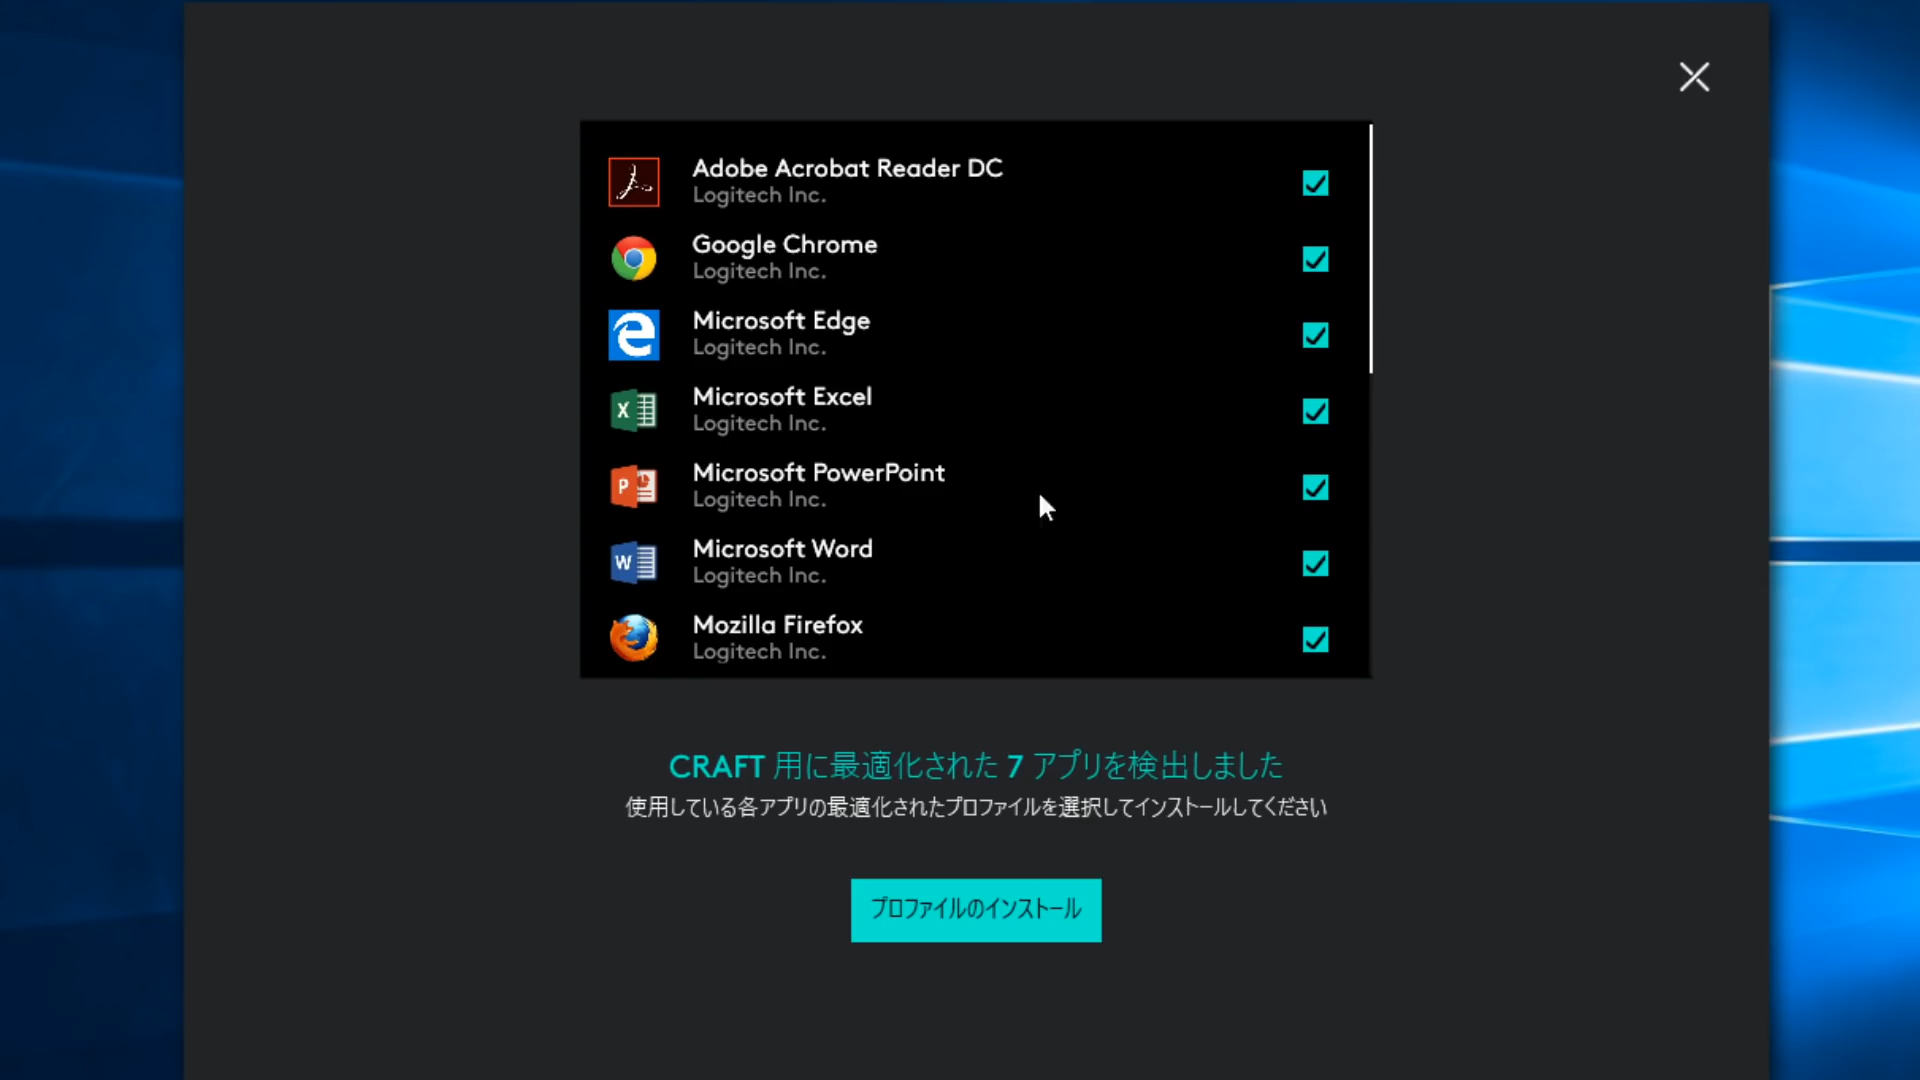 Adobe Acrobat Reader DC
Logitech Inc.
Google Chrome
Logitech Inc.
Microsoft Edge
Logitech Inc.
Microsoft Excel
Logitech Inc.
Microsoft PowerPoint
Logitech Inc.
Microsoft Word
Logitech Inc.
Mozilla Firefox
Logitech Inc.
CRAFT 用に最適化された 7 アプリを検出しました
使用している各アプリの最適化されたプロファイルを選択してインストールしてください
プロファイルのインストール